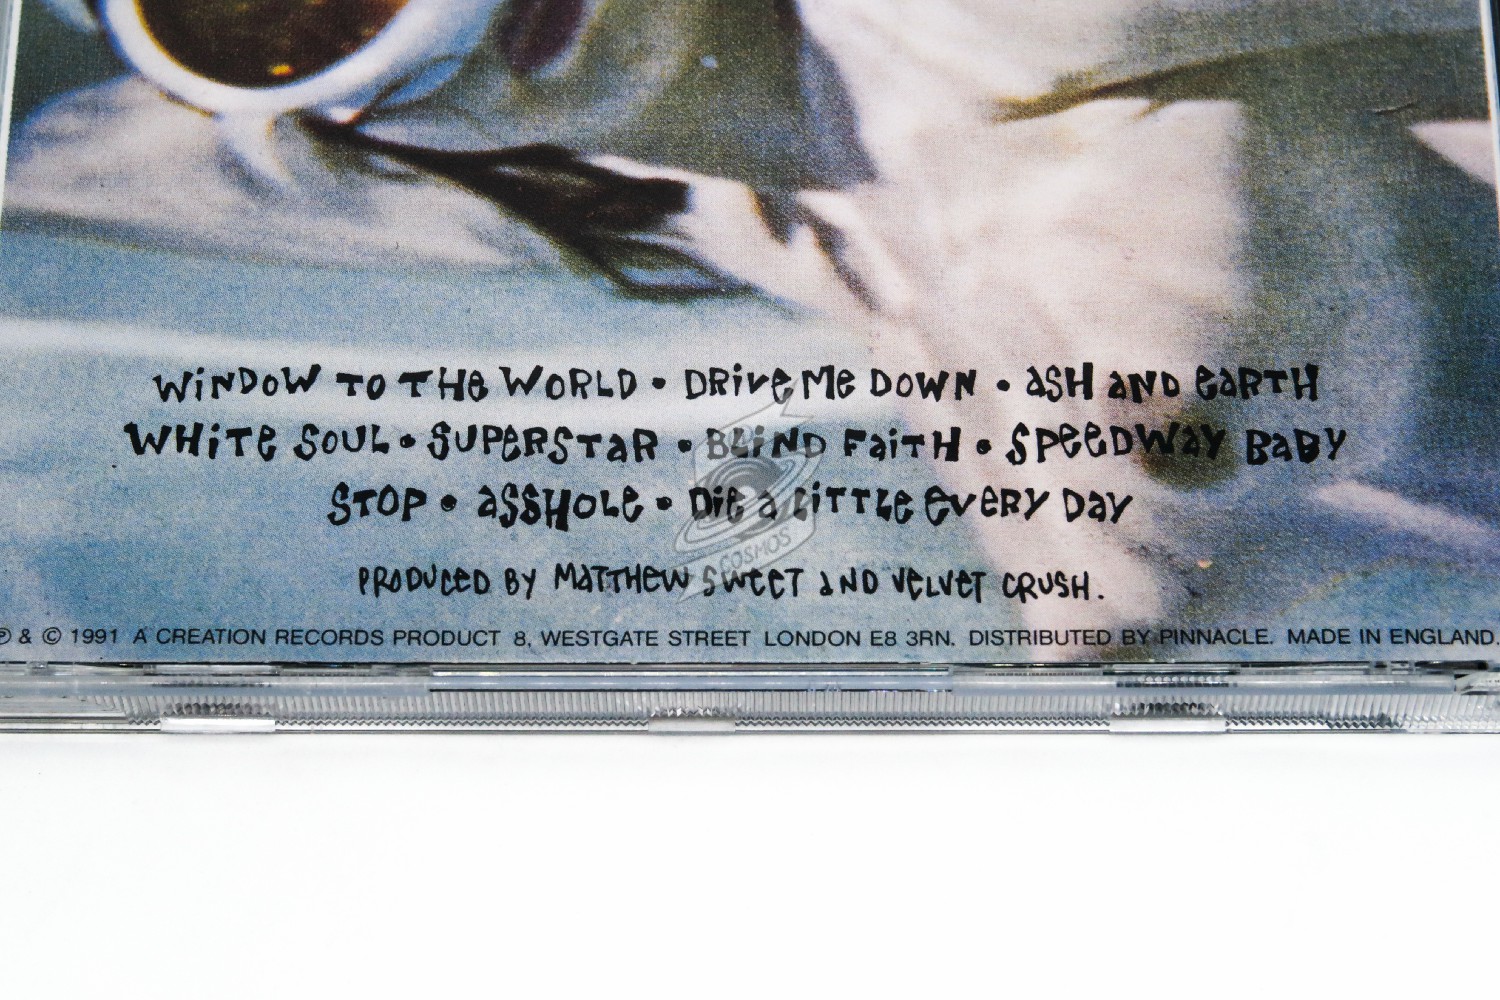 WINDOW TO THE WORLD • DRIVE ME DOWN • ASH AND EARTH
WHITE SOUL • SUPERSTAR • BLIND FAITH • SPEEDWAY BABY
STOP • ASSHOLE • DIE A LITTLE EVERY DAY
COSMOS
PRODUCED BY MATTHEW SWEET AND VELVET CRUSH.
℗ & © 1991 A CREATION RECORDS PRODUCT 8, WESTGATE STREET LONDON E8 3RN. DISTRIBUTED BY PINNACLE. MADE IN ENGLAND.